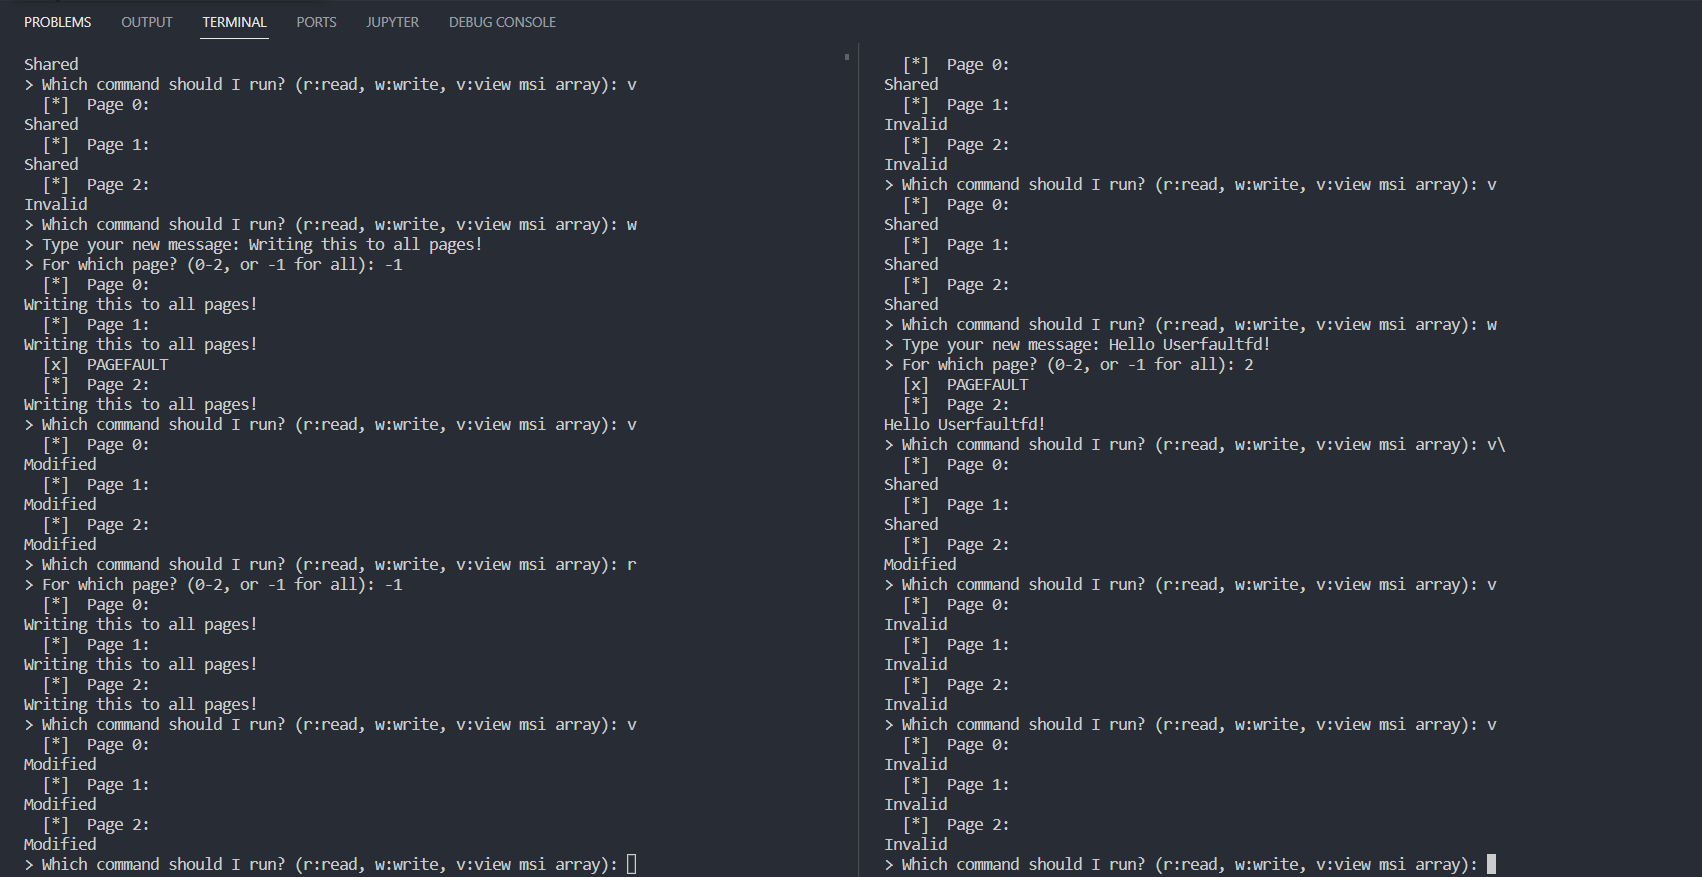 PROBLEMS OUTPUT TERMINAL PORTS JUPYTER DEBUG CONSOLE
Shared
> Which command should I run? (r:read, w:write, v:view msi array): v
  [*]  Page 0:
Shared
  [*]  Page 1:
Shared
  [*]  Page 2:
Invalid
> Which command should I run? (r:read, w:write, v:view msi array): w
> Type your new message: Writing this to all pages!
> For which page? (0-2, or -1 for all): -1
  [*]  Page 0:
Writing this to all pages!
  [*]  Page 1:
Writing this to all pages!
  [x]  PAGEFAULT
  [*]  Page 2:
Writing this to all pages!
> Which command should I run? (r:read, w:write, v:view msi array): v
  [*]  Page 0:
Modified
  [*]  Page 1:
Modified
  [*]  Page 2:
Modified
> Which command should I run? (r:read, w:write, v:view msi array): r
> For which page? (0-2, or -1 for all): -1
  [*]  Page 0:
Writing this to all pages!
  [*]  Page 1:
Writing this to all pages!
  [*]  Page 2:
Writing this to all pages!
> Which command should I run? (r:read, w:write, v:view msi array): v
  [*]  Page 0:
Modified
  [*]  Page 1:
Modified
  [*]  Page 2:
Modified
> Which command should I run? (r:read, w:write, v:view msi array):
  [*]  Page 0:
Shared
  [*]  Page 1:
Invalid
  [*]  Page 2:
Invalid
> Which command should I run? (r:read, w:write, v:view msi array): v
  [*]  Page 0:
Shared
  [*]  Page 1:
Shared
  [*]  Page 2:
Shared
> Which command should I run? (r:read, w:write, v:view msi array): w
> Type your new message: Hello Userfaultfd!
> For which page? (0-2, or -1 for all): 2
  [x]  PAGEFAULT
  [*]  Page 2:
Hello Userfaultfd!
> Which command should I run? (r:read, w:write, v:view msi array): v\
  [*]  Page 0:
Shared
  [*]  Page 1:
Shared
  [*]  Page 2:
Modified
> Which command should I run? (r:read, w:write, v:view msi array): v
  [*]  Page 0:
Invalid
  [*]  Page 1:
Invalid
  [*]  Page 2:
Invalid
> Which command should I run? (r:read, w:write, v:view msi array): v
  [*]  Page 0:
Invalid
  [*]  Page 1:
Invalid
  [*]  Page 2:
Invalid
> Which command should I run? (r:read, w:write, v:view msi array):